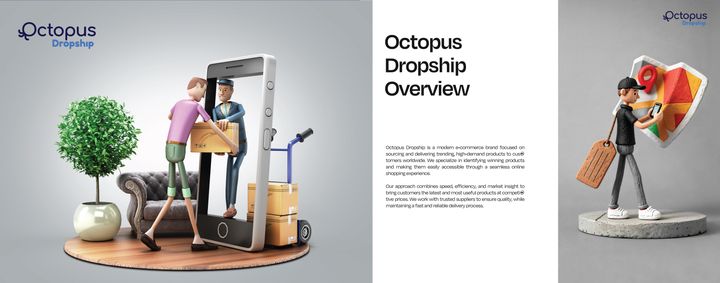 Octopus
Dropship
Octopus
Dropship
Overview
Octopus Dropship is a modern e-commerce brand focused on
sourcing and delivering trending, high-demand products to cust
tomers worldwide. We specialize in identifying winning products
and making them easily accessible through a seamless online
shopping experience.
Our approach combines speed, efficiency, and market insight to
bring customers the latest and most useful products at competiti
tive prices. We work with trusted suppliers to ensure quality, while
maintaining a fast and reliable delivery process.
Octopus
Dropship